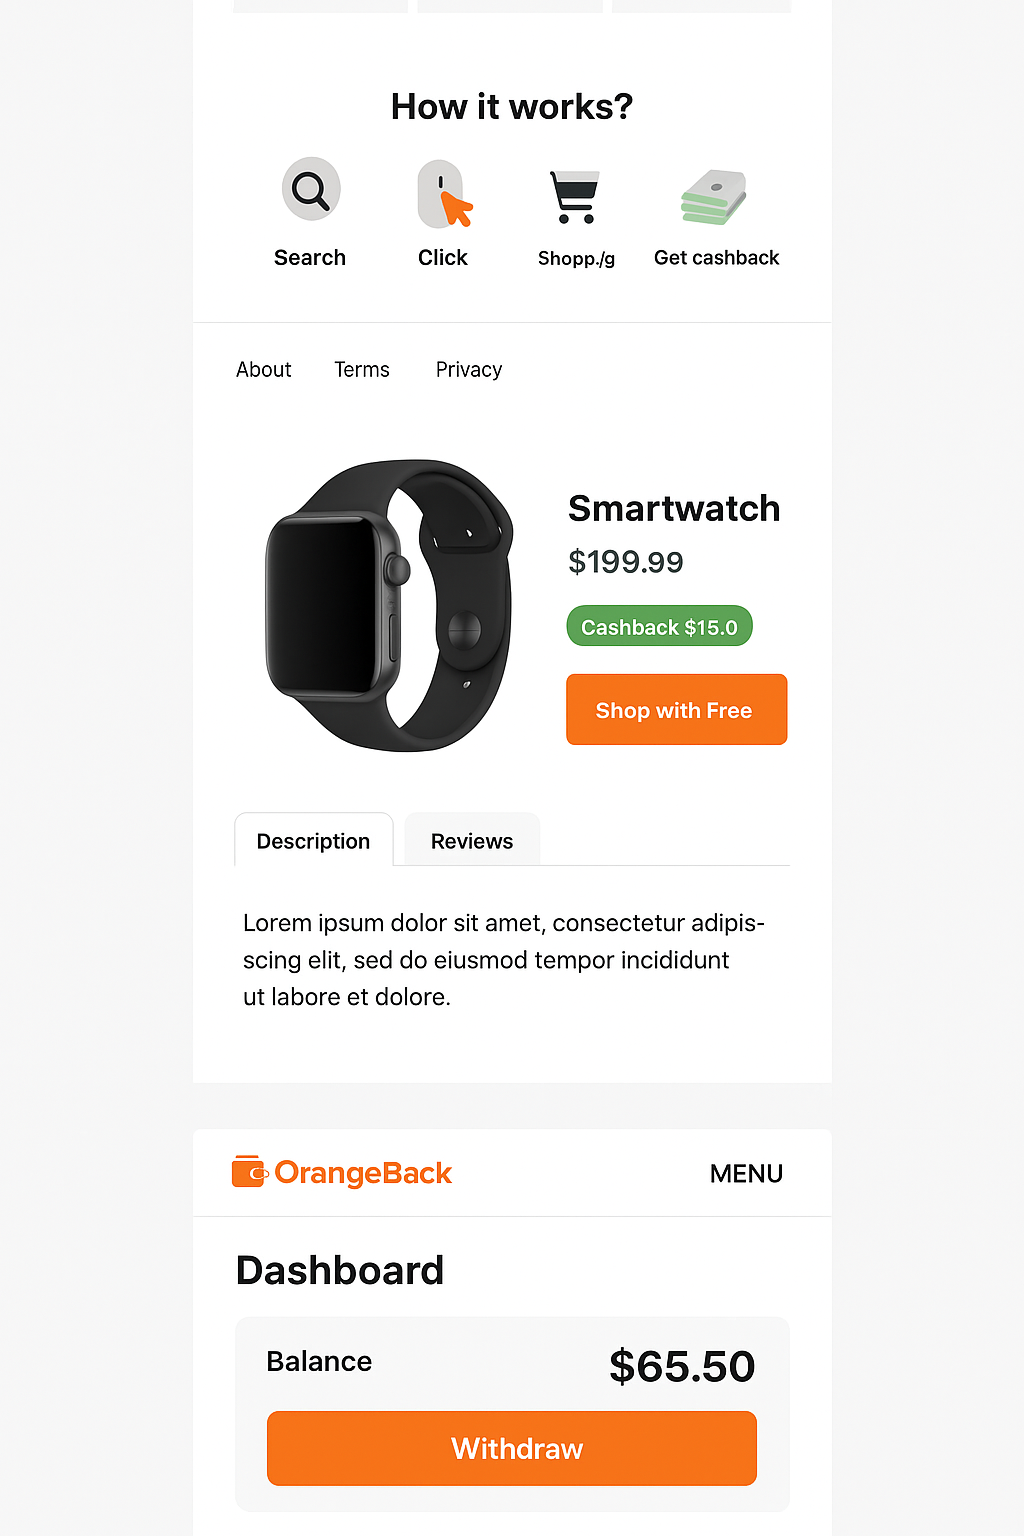 How it works?
Search
Click
Shopp./g
Get cashback
About
Terms
Privacy
Smartwatch
$199.99
Cashback $15.0
Shop with Free
Description
Reviews
Lorem ipsum dolor sit amet, consectetur adipis-
scing elit, sed do eiusmod tempor incididunt
ut labore et dolore.
OrangeBack
MENU
Dashboard
Balance
$65.50
Withdraw